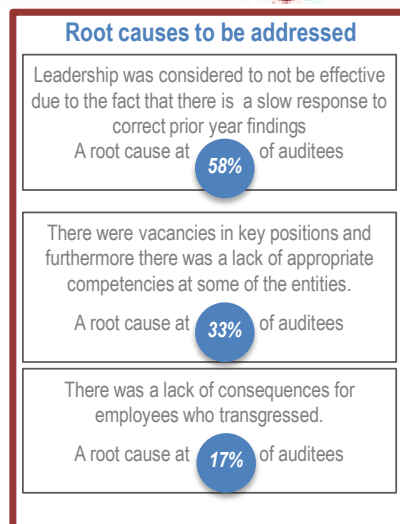 Root causes to be addressed
Leadership was considered to not be effective
due to the fact that there is a slow response to
correct prior year findings
A root cause at 58% of auditees
There were vacancies in key positions and
furthermore there was a lack of appropriate
competencies at some of the entities.
A root cause at 33% of auditees
There was a lack of consequences for
employees who transgressed.
A root cause at 17% of auditees